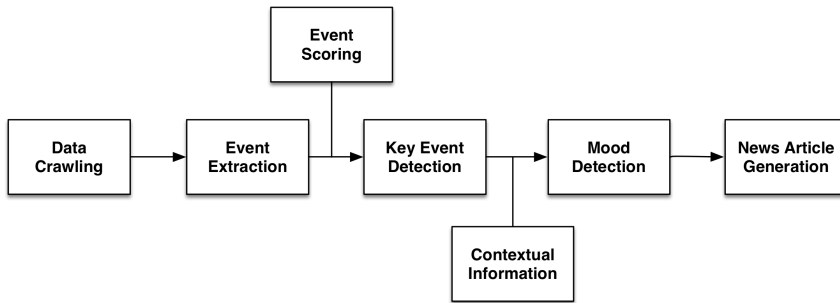 Event
Scoring
Data
Crawling
Event
Extraction
Key Event
Detection
Mood
Detection
News Article
Generation
Contextual
Information